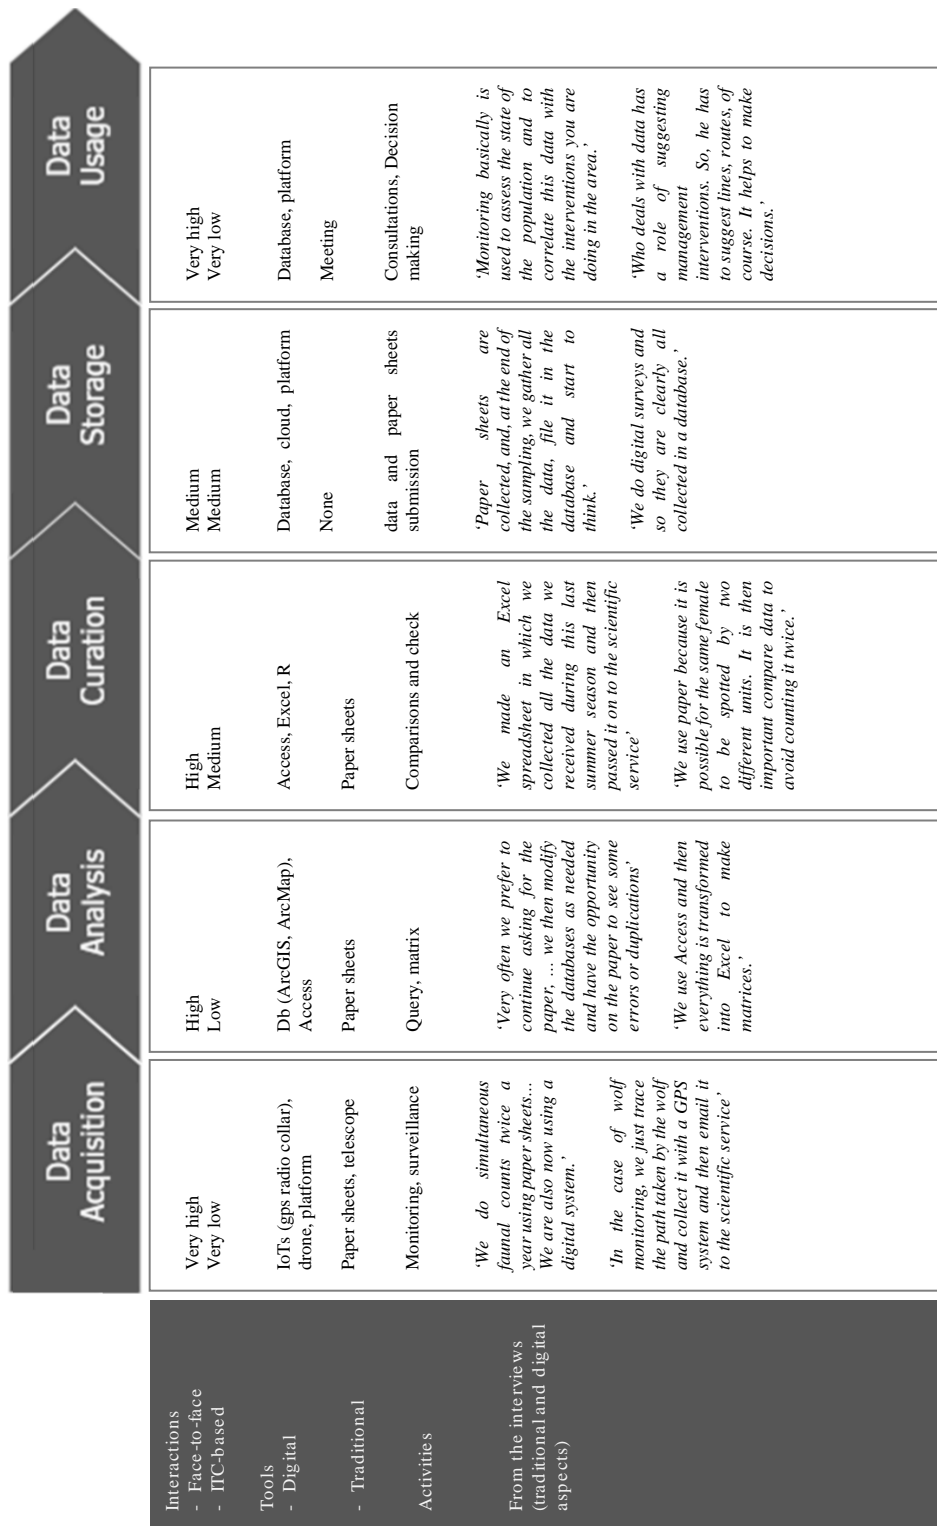 Data
Acquisition
Data
Analysis
Data
Curation
Data
Storage
Data
Usage
Interactions
- Face-to-face
- ITC-based
Tools
- Digital
- Traditional
Activities
From the interviews
(traditional and digital
aspects)
Very high
Very low
IoTs (gps radio collar),
drone, platform
Paper sheets, telescope
Monitoring, surveillance
‘We do simultaneous
faunal counts twice a
year using paper sheets…
We are also now using a
digital system.’
‘In the case of wolf
monitoring, we just trace
the path taken by the wolf
and collect it with a GPS
system and then email it
to the scientific service’
High
Low
Db (ArcGIS, ArcMap),
Access
Paper sheets
Query, matrix
‘Very often we prefer to
continue asking for the
paper, … we then modify
the databases as needed
and have the opportunity
on the paper to see some
errors or duplications’
‘We use Access and then
everything is transformed
into Excel to make
matrices.’
High
Medium
Access, Excel, R
Paper sheets
Comparisons and check
‘We made an Excel
spreadsheet in which we
collected all the data we
received during this last
summer season and then
passed it on to the scientific
service’
‘We use paper because it is
possible for the same female
to be spotted by two
different units. It is then
important compare data to
avoid counting it twice.’
Medium
Medium
Database, cloud, platform
None
data and paper sheets
submission
‘Paper sheets are
collected, and, at the end of
the sampling, we gather all
the data, file it in the
database and start to
think.’
‘We do digital surveys and
so they are clearly all
collected in a database.’
Very high
Very low
Database, platform
Meeting
Consultations, Decision
making
‘Monitoring basically is
used to assess the state of
the population and to
correlate this data with
the interventions you are
doing in the area.’
‘Who deals with data has
a role of suggesting
management
interventions. So, he has
to suggest lines, routes, of
course. It helps to make
decisions.’